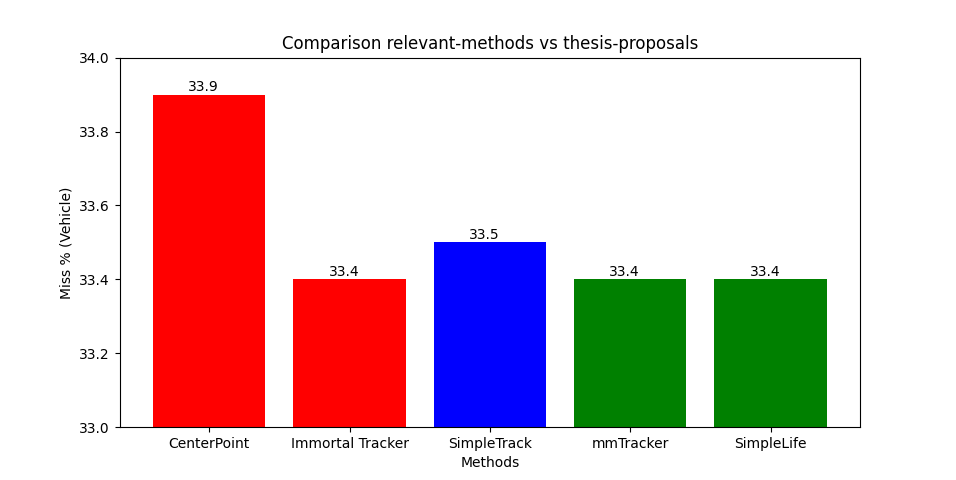 Comparison relevant-methods vs thesis-proposals
34.0
33.8
33.6
33.4
33.2
33.0
Miss % (Vehicle)
33.9
33.4
33.5
33.4
33.4
CenterPoint
Immortal Tracker
SimpleTrack
mmTracker
SimpleLife
Methods